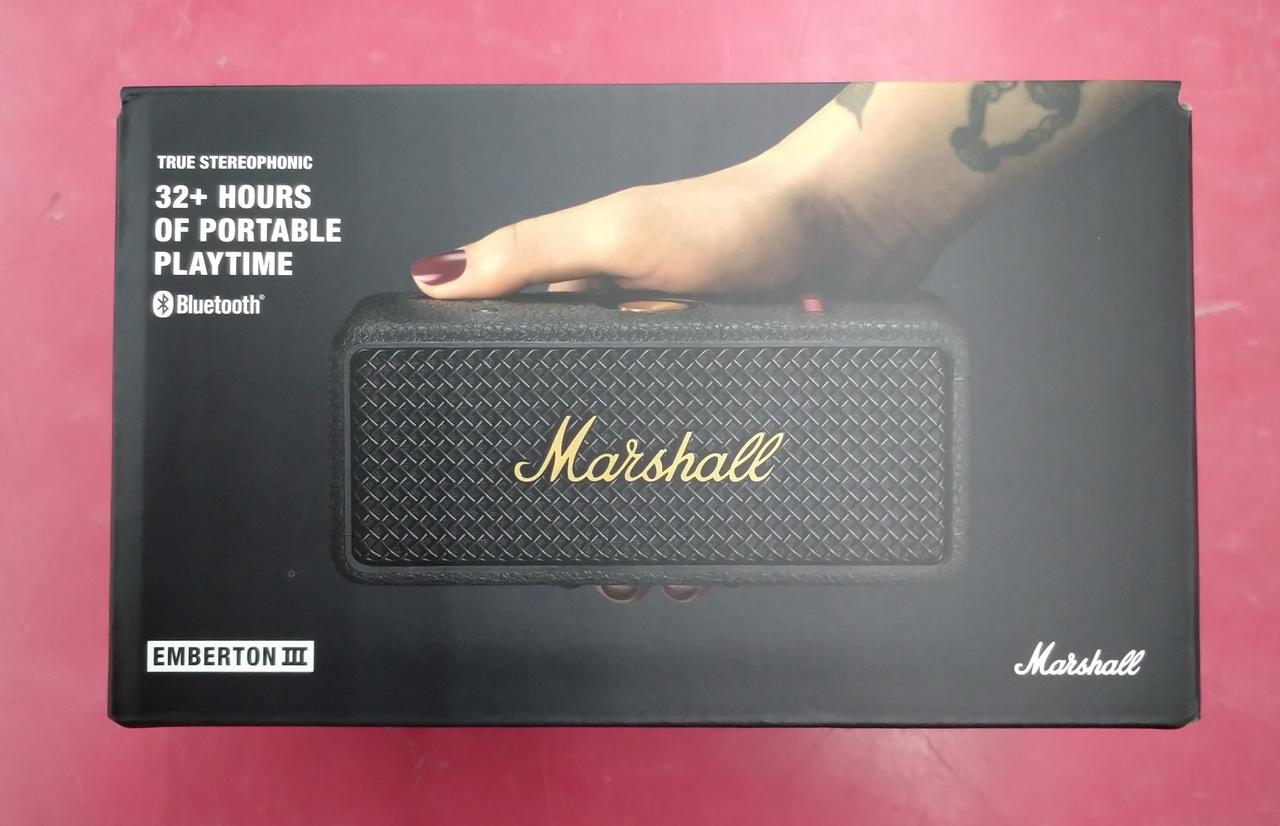 TRUE STEREOPHONIC
32+ HOURS
OF PORTABLE
PLAYTIME
Bluetooth®
Marshall
EMBERTON III
Marshall